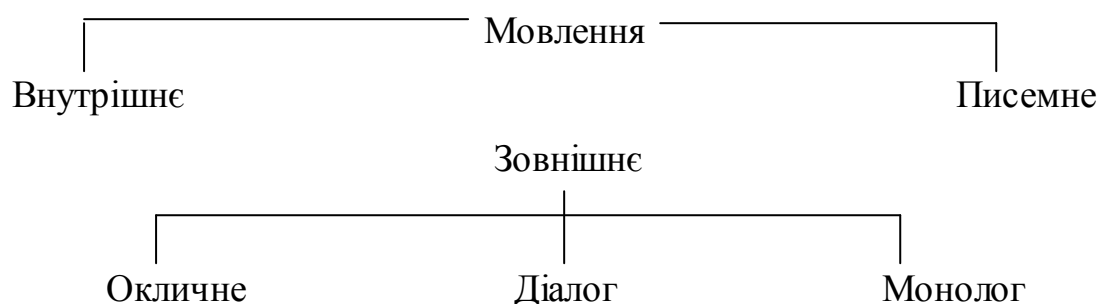 Мовлення
Внутрішнє Писемне
Зовнішнє
Окличне Діалог Монолог